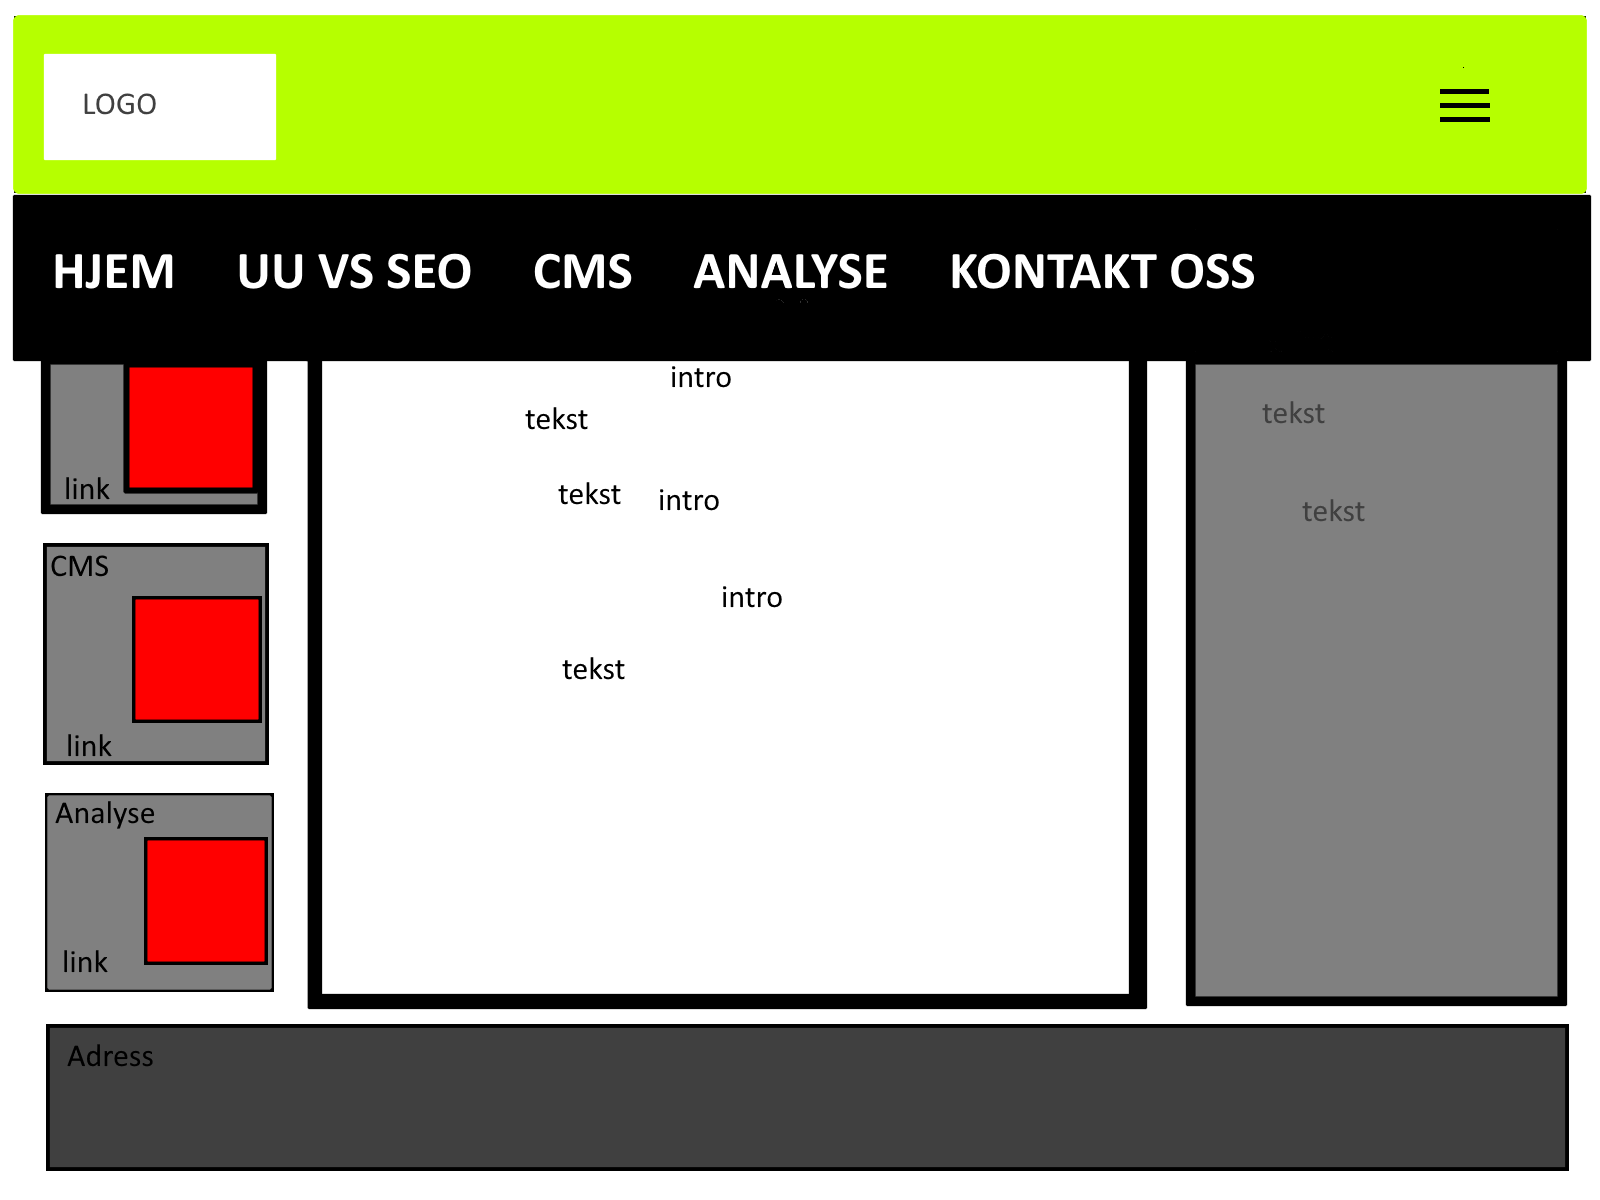 LOGO
HJEM UU VS SEO CMS ANALYSE KONTAKT OSS
link
CMS
link
Analyse
link
intro
tekst
tekst intro
intro
tekst
tekst
tekst
Adress